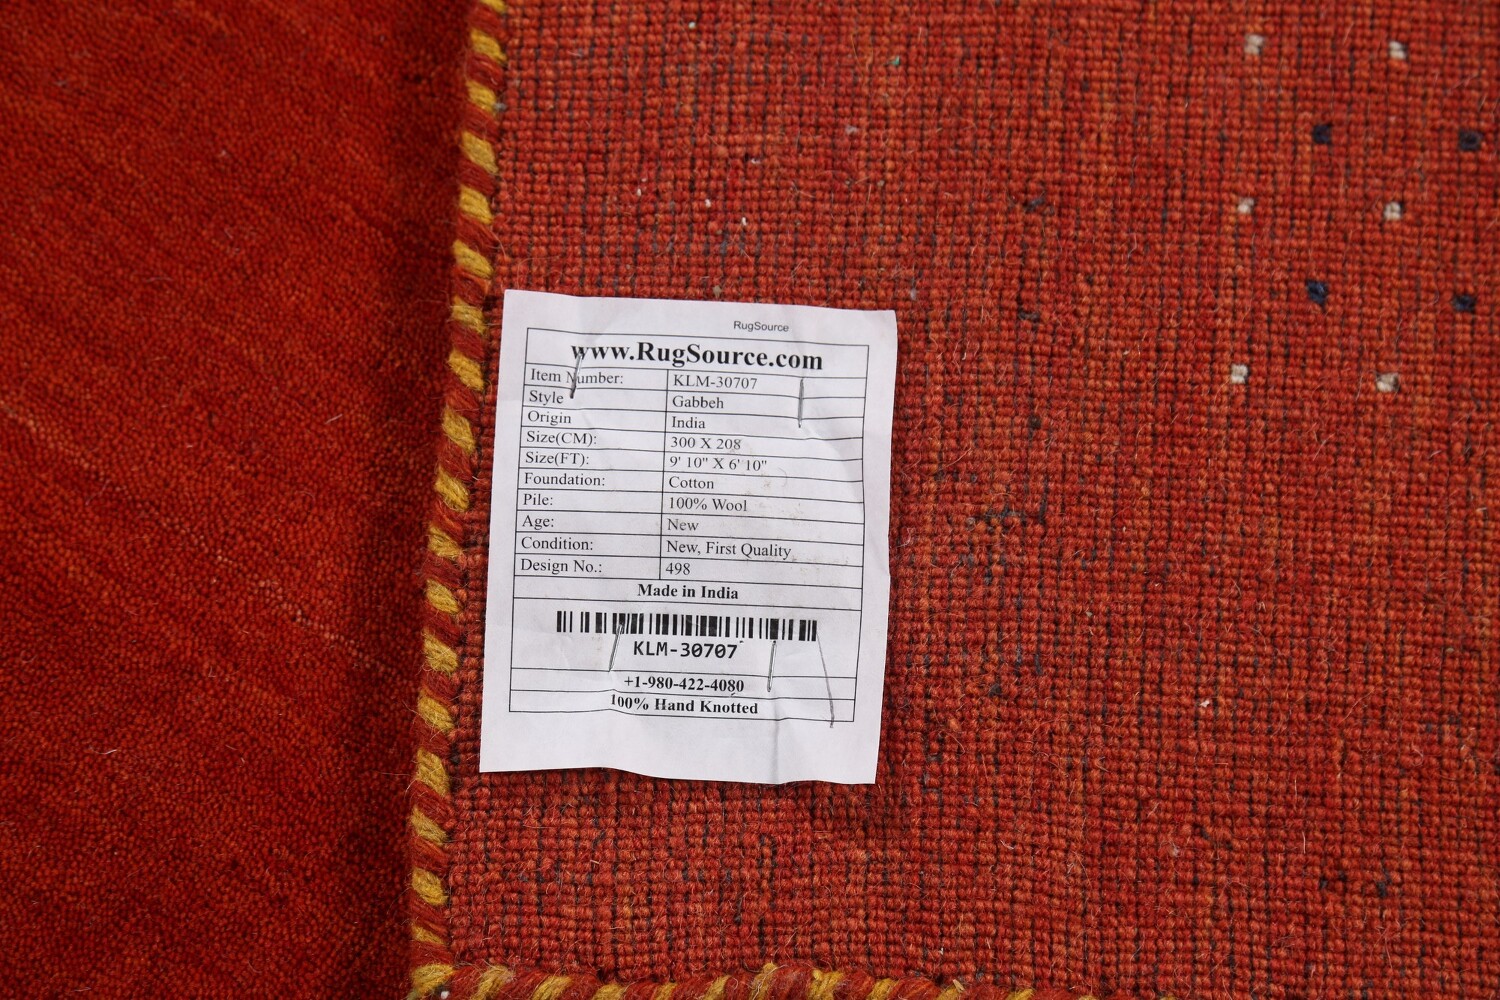 RugSource
www.RugSource.com
Item Number: KLM-30707
Style Gabbeh
Origin India
Size(CM): 300 X 208
Size(FT): 9' 10" X 6' 10"
Foundation: Cotton
Pile: 100% Wool
Age: New
Condition: New, First Quality
Design No.: 498
Made in India
KLM-30707
+1-980-422-4080
100% Hand Knotted